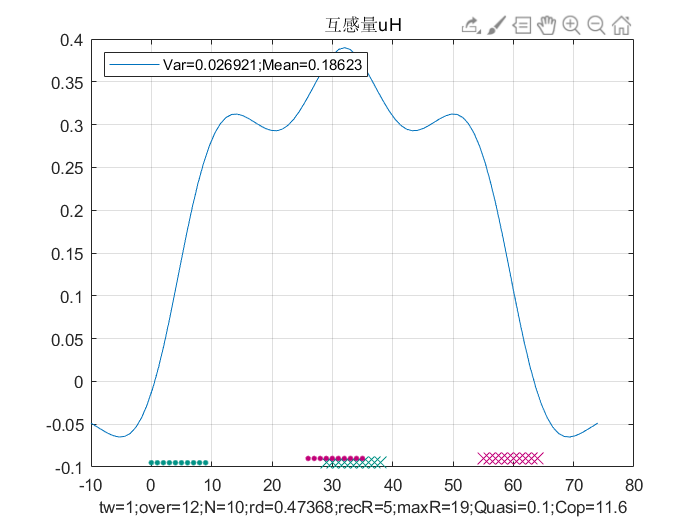 互感量uH
Var=0.026921;Mean=0.18623
0.4
0.35
0.3
0.25
0.2
0.15
0.1
0.05
0
-0.05
-0.1
-10 0 10 20 30 40 50 60 70 80
tw=1;over=12;N=10;rd=0.47368;recR=5;maxR=19;Quasi=0.1;Cop=11.6